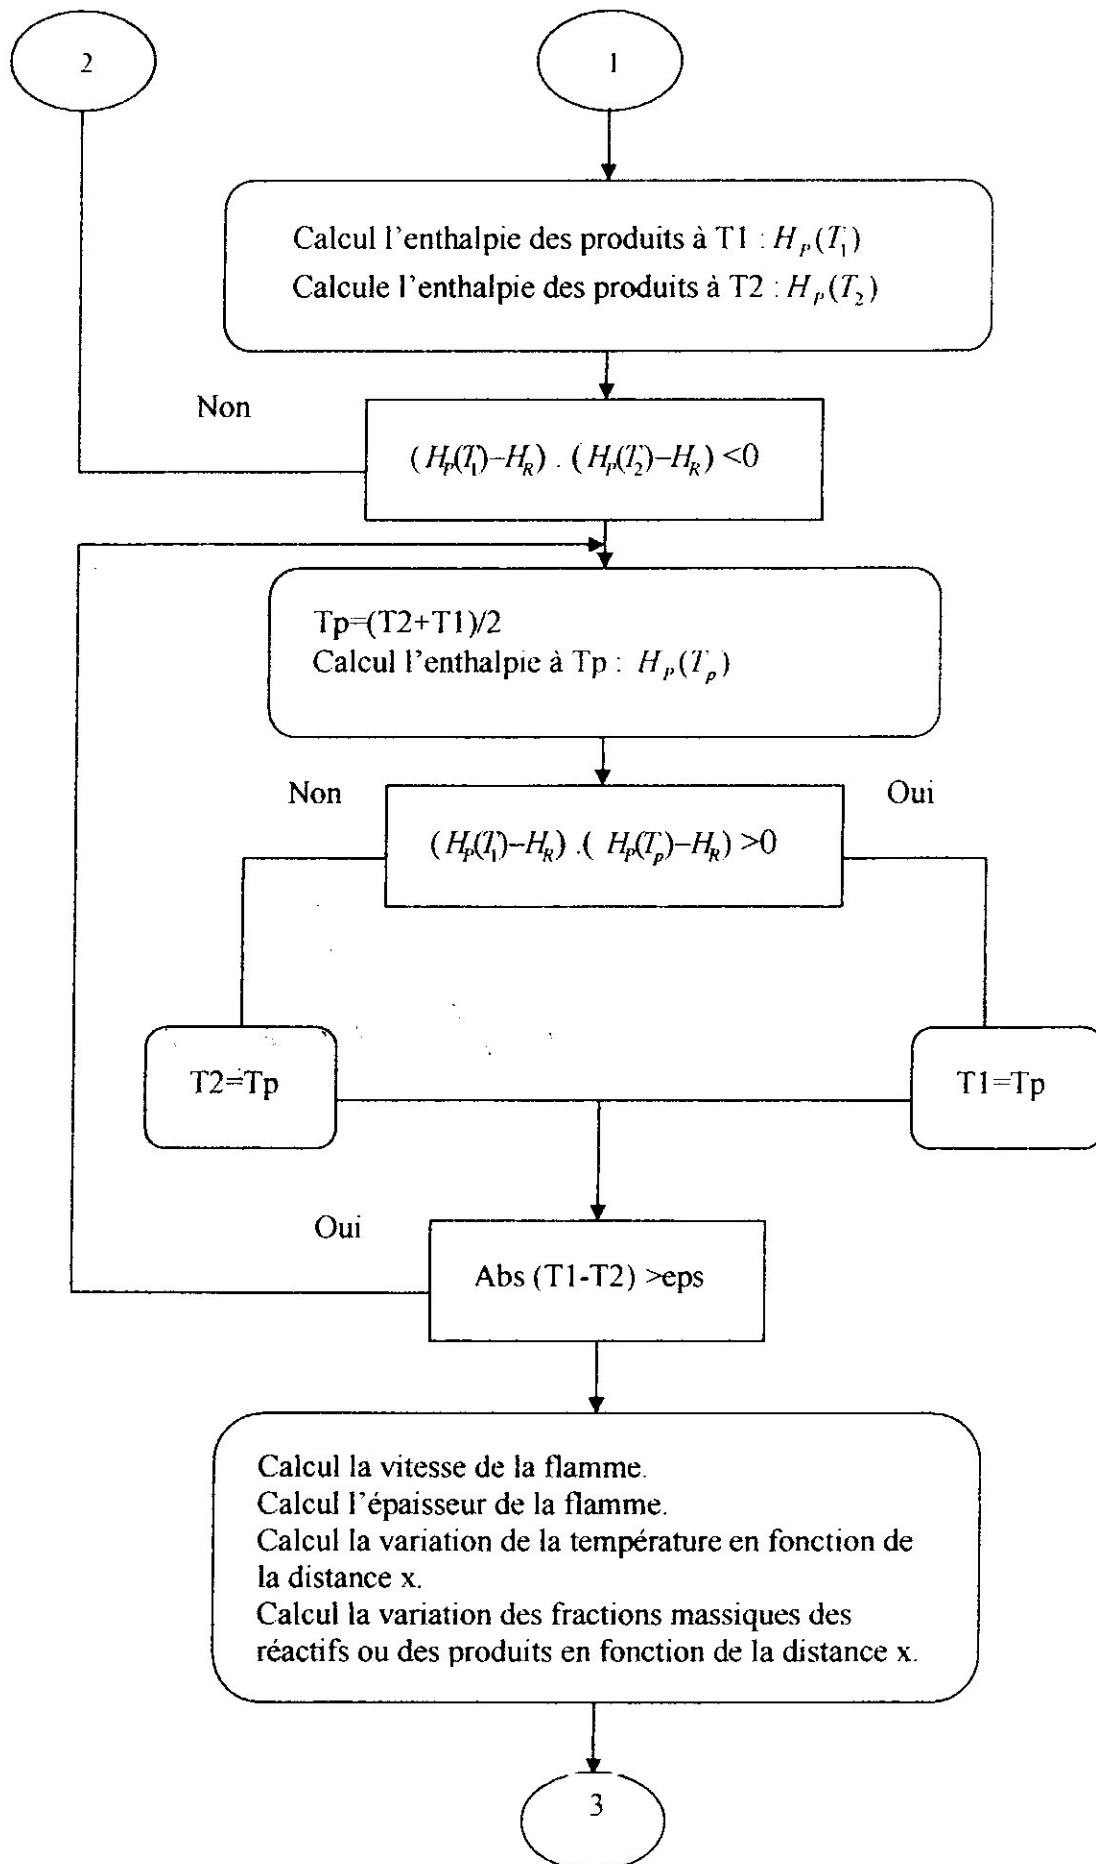 2
1
Calcul l'enthalpie des produits à T1 : H_P(T_1)
Calcule l'enthalpie des produits à T2 : H_P(T_2)
Non
(H_P(T_1)–H_R) . (H_P(T_2)–H_R) <0
Tp=(T2+T1)/2
Calcul l'enthalpie à Tp : H_P(T_p)
Non
Oui
(H_P(T_1)–H_R) .( H_P(T_p)–H_R) >0
T2=Tp
T1=Tp
Oui
Abs (T1-T2) >eps
Calcul la vitesse de la flamme.
Calcul l'épaisseur de la flamme.
Calcul la variation de la température en fonction de
la distance x.
Calcul la variation des fractions massiques des
réactifs ou des produits en fonction de la distance x.
3